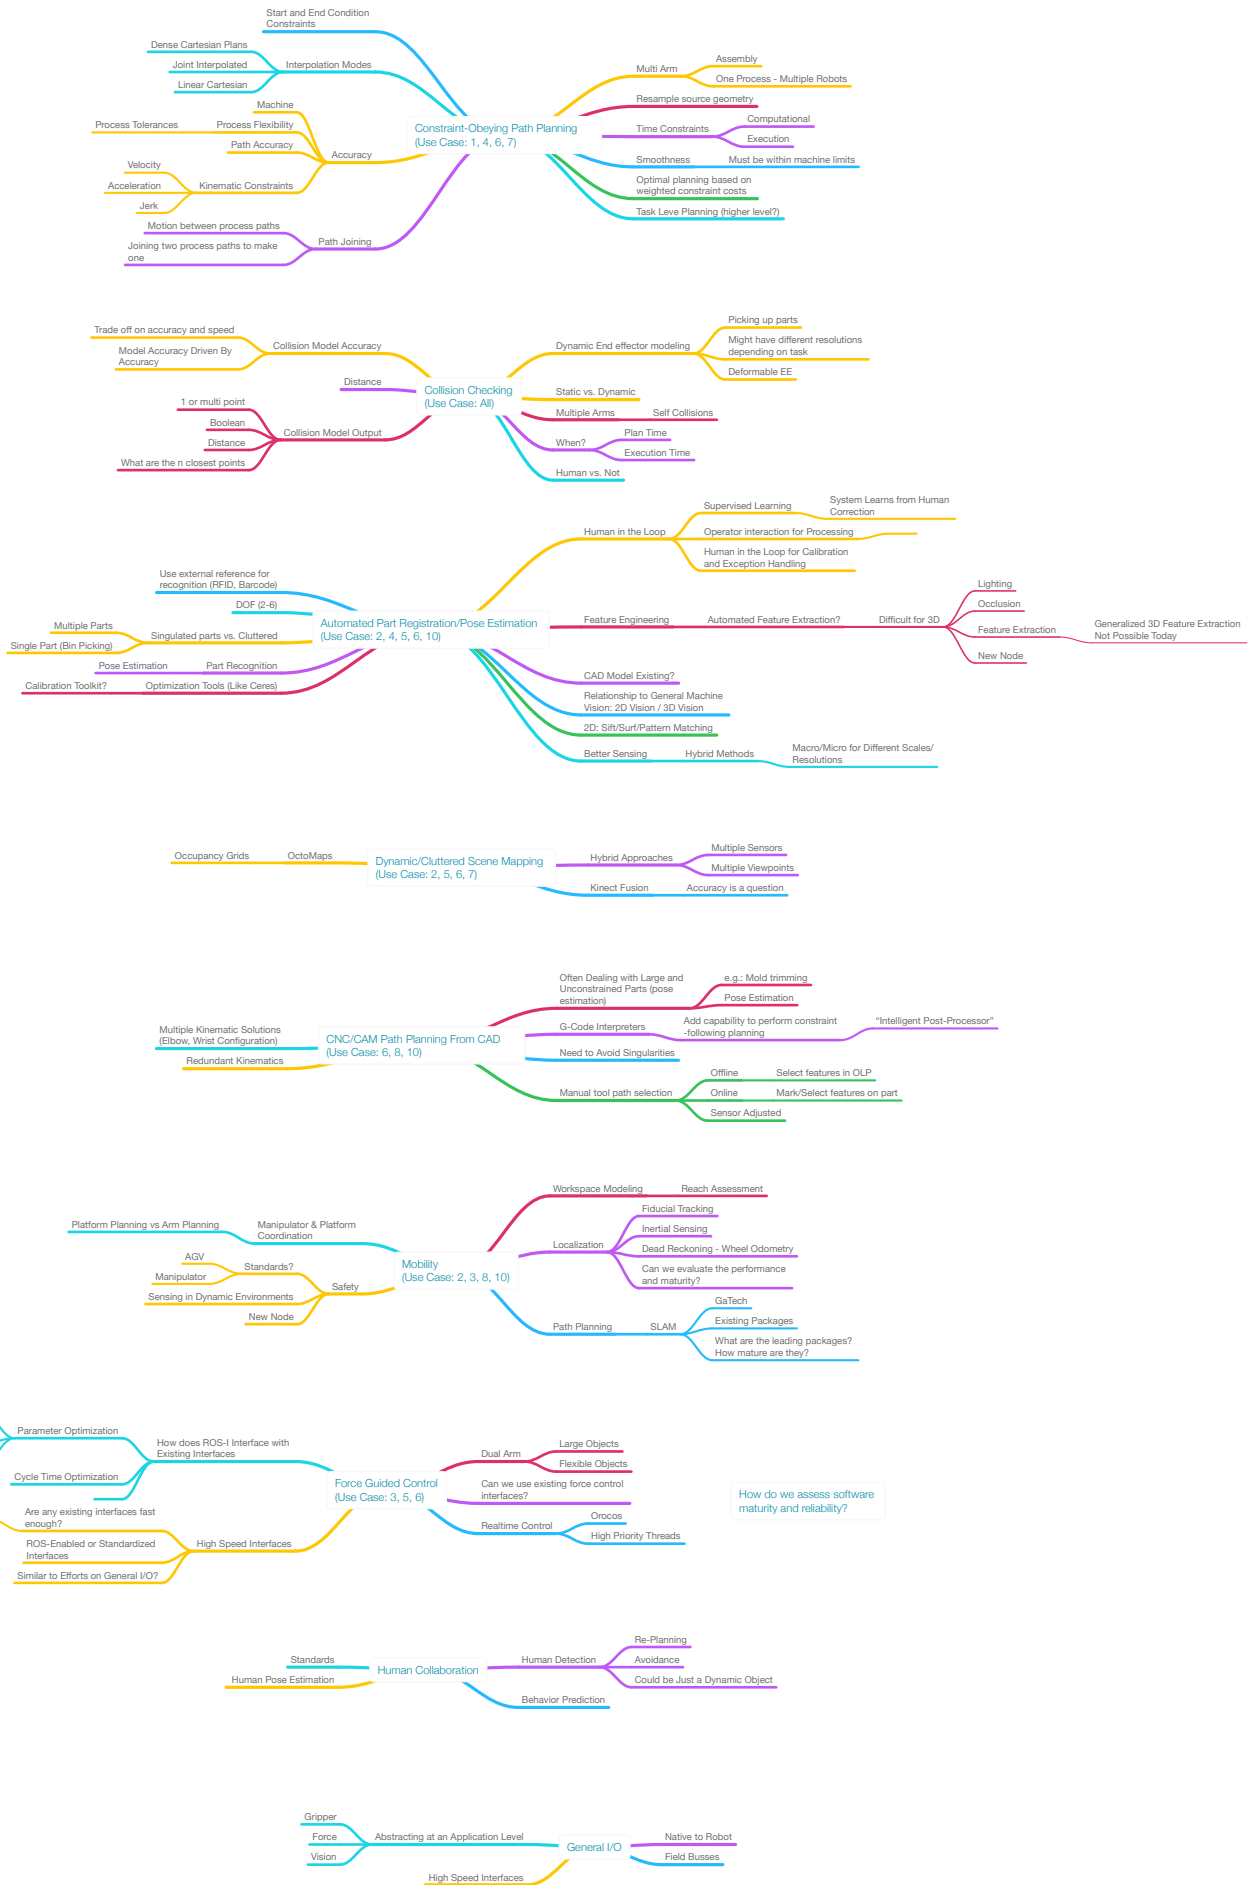 Start and End Condition
Constraints
Dense Cartesian Plans
Joint Interpolated
Linear Cartesian
Interpolation Modes
Machine
Process Tolerances
Process Flexibility
Path Accuracy
Accuracy
Velocity
Acceleration
Jerk
Kinematic Constraints
Motion between process paths
Joining two process paths to make
one
Path Joining
Constraint-Obeying Path Planning
(Use Case: 1, 4, 6, 7)
Multi Arm
Assembly
One Process - Multiple Robots
Resample source geometry
Time Constraints
Computational
Execution
Smoothness
Must be within machine limits
Optimal planning based on
weighted constraint costs
Task Leve Planning (higher level?)
Trade off on accuracy and speed
Model Accuracy Driven By
Accuracy
Collision Model Accuracy
Distance
1 or multi point
Boolean
Distance
What are the n closest points
Collision Model Output
Collision Checking
(Use Case: All)
Dynamic End effector modeling
Picking up parts
Might have different resolutions
depending on task
Deformable EE
Static vs. Dynamic
Multiple Arms
Self Collisions
When?
Plan Time
Execution Time
Human vs. Not
Use external reference for
recognition (RFID, Barcode)
DOF (2-6)
Multiple Parts
Single Part (Bin Picking)
Singulated parts vs. Cluttered
Pose Estimation
Part Recognition
Calibration Toolkit?
Optimization Tools (Like Ceres)
Automated Part Registration/Pose Estimation
(Use Case: 2, 4, 5, 6, 10)
Human in the Loop
Supervised Learning
System Learns from Human
Correction
Operator interaction for Processing
Human in the Loop for Calibration
and Exception Handling
Feature Engineering
Automated Feature Extraction?
Difficult for 3D
Lighting
Occlusion
Feature Extraction
Generalized 3D Feature Extraction
Not Possible Today
New Node
CAD Model Existing?
Relationship to General Machine
Vision: 2D Vision / 3D Vision
2D: Sift/Surf/Pattern Matching
Better Sensing
Hybrid Methods
Macro/Micro for Different Scales/
Resolutions
Occupancy Grids
OctoMaps
Dynamic/Cluttered Scene Mapping
(Use Case: 2, 5, 6, 7)
Hybrid Approaches
Multiple Sensors
Multiple Viewpoints
Kinect Fusion
Accuracy is a question
Multiple Kinematic Solutions
(Elbow, Wrist Configuration)
Redundant Kinematics
CNC/CAM Path Planning From CAD
(Use Case: 6, 8, 10)
Often Dealing with Large and
Unconstrained Parts (pose
estimation)
e.g.: Mold trimming
Pose Estimation
G-Code Interpreters
Add capability to perform constraint
-following planning
“Intelligent Post-Processor”
Need to Avoid Singularities
Manual tool path selection
Offline
Select features in OLP
Online
Mark/Select features on part
Sensor Adjusted
Platform Planning vs Arm Planning
Manipulator & Platform
Coordination
AGV
Manipulator
Standards?
Sensing in Dynamic Environments
New Node
Safety
Mobility
(Use Case: 2, 3, 8, 10)
Workspace Modeling
Reach Assessment
Localization
Fiducial Tracking
Inertial Sensing
Dead Reckoning - Wheel Odometry
Can we evaluate the performance
and maturity?
Path Planning
SLAM
GaTech
Existing Packages
What are the leading packages?
How mature are they?
Parameter Optimization
Cycle Time Optimization
How does ROS-I Interface with
Existing Interfaces
Are any existing interfaces fast
enough?
ROS-Enabled or Standardized
Interfaces
Similar to Efforts on General I/O?
High Speed Interfaces
Force Guided Control
(Use Case: 3, 5, 6)
Dual Arm
Large Objects
Flexible Objects
Can we use existing force control
interfaces?
Realtime Control
Orocos
High Priority Threads
How do we assess software
maturity and reliability?
Standards
Human Pose Estimation
Human Collaboration
Human Detection
Re-Planning
Avoidance
Could be Just a Dynamic Object
Behavior Prediction
Gripper
Force
Vision
Abstracting at an Application Level
High Speed Interfaces
General I/O
Native to Robot
Field Busses